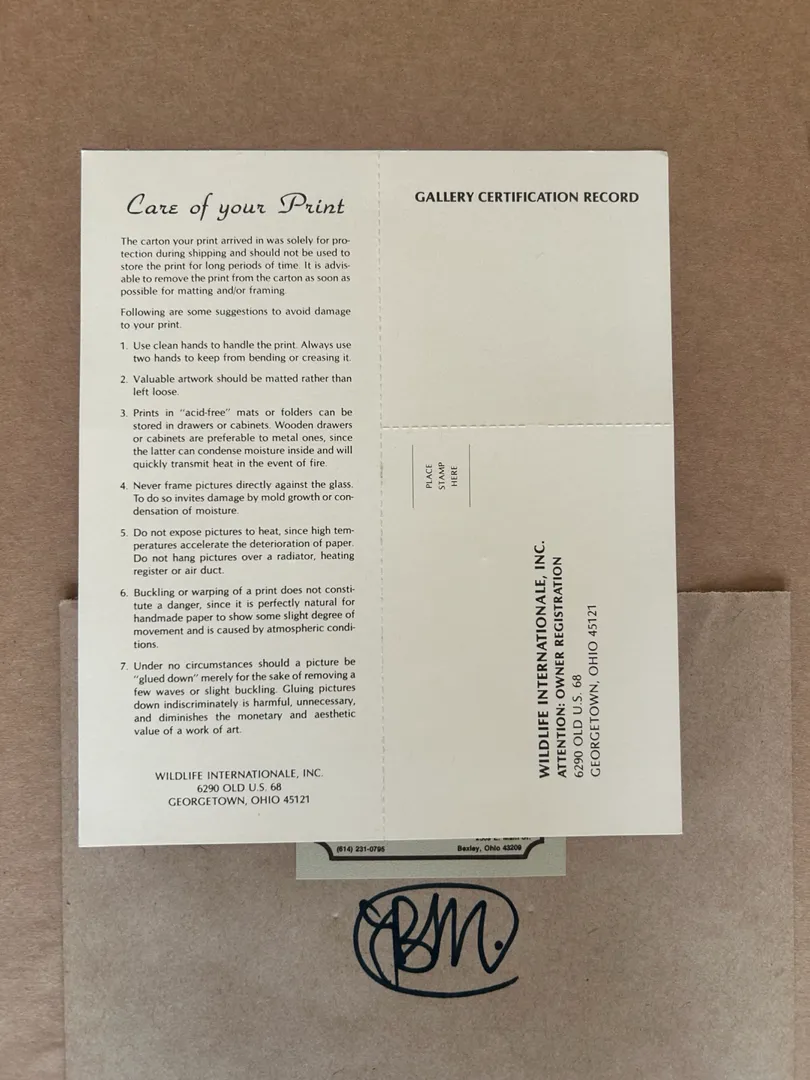 Care of your Print
The carton your print arrived in was solely for pro-
tection during shipping and should not be used to
store the print for long periods of time. It is advis-
able to remove the print from the carton as soon as
possible for matting and/or framing.
Following are some suggestions to avoid damage
to your print.
1. Use clean hands to handle the print. Always use
two hands to keep from bending or creasing it.
2. Valuable artwork should be matted rather than
left loose.
3. Prints in "acid-free" mats or folders can be
stored in drawers or cabinets. Wooden drawers
or cabinets are preferable to metal ones, since
the latter can condense moisture inside and will
quickly transmit heat in the event of fire.
4. Never frame pictures directly against the glass.
To do so invites damage by mold growth or con-
densation of moisture.
5. Do not expose pictures to heat, since high tem-
peratures accelerate the deterioration of paper.
Do not hang pictures over a radiator, heating
register or air duct.
6. Buckling or warping of a print does not consti-
tute a danger, since it is perfectly natural for
handmade paper to show some slight degree of
movement and is caused by atmospheric condi-
tions.
7. Under no circumstances should a picture be
"glued down" merely for the sake of removing a
few waves or slight buckling. Gluing pictures
down indiscriminately is harmful, unnecessary,
and diminishes the monetary and aesthetic
value of a work of art.
WILDLIFE INTERNATIONALE, INC.
6290 OLD U.S. 68
GEORGETOWN, OHIO 45121
GALLERY CERTIFICATION RECORD
PLACE
STAMP
HERE
WILDLIFE INTERNATIONALE, INC.
ATTENTION: OWNER REGISTRATION
6290 OLD U.S. 68
GEORGETOWN, OHIO 45121
(614) 231-0795
Bexley, Ohio 43209